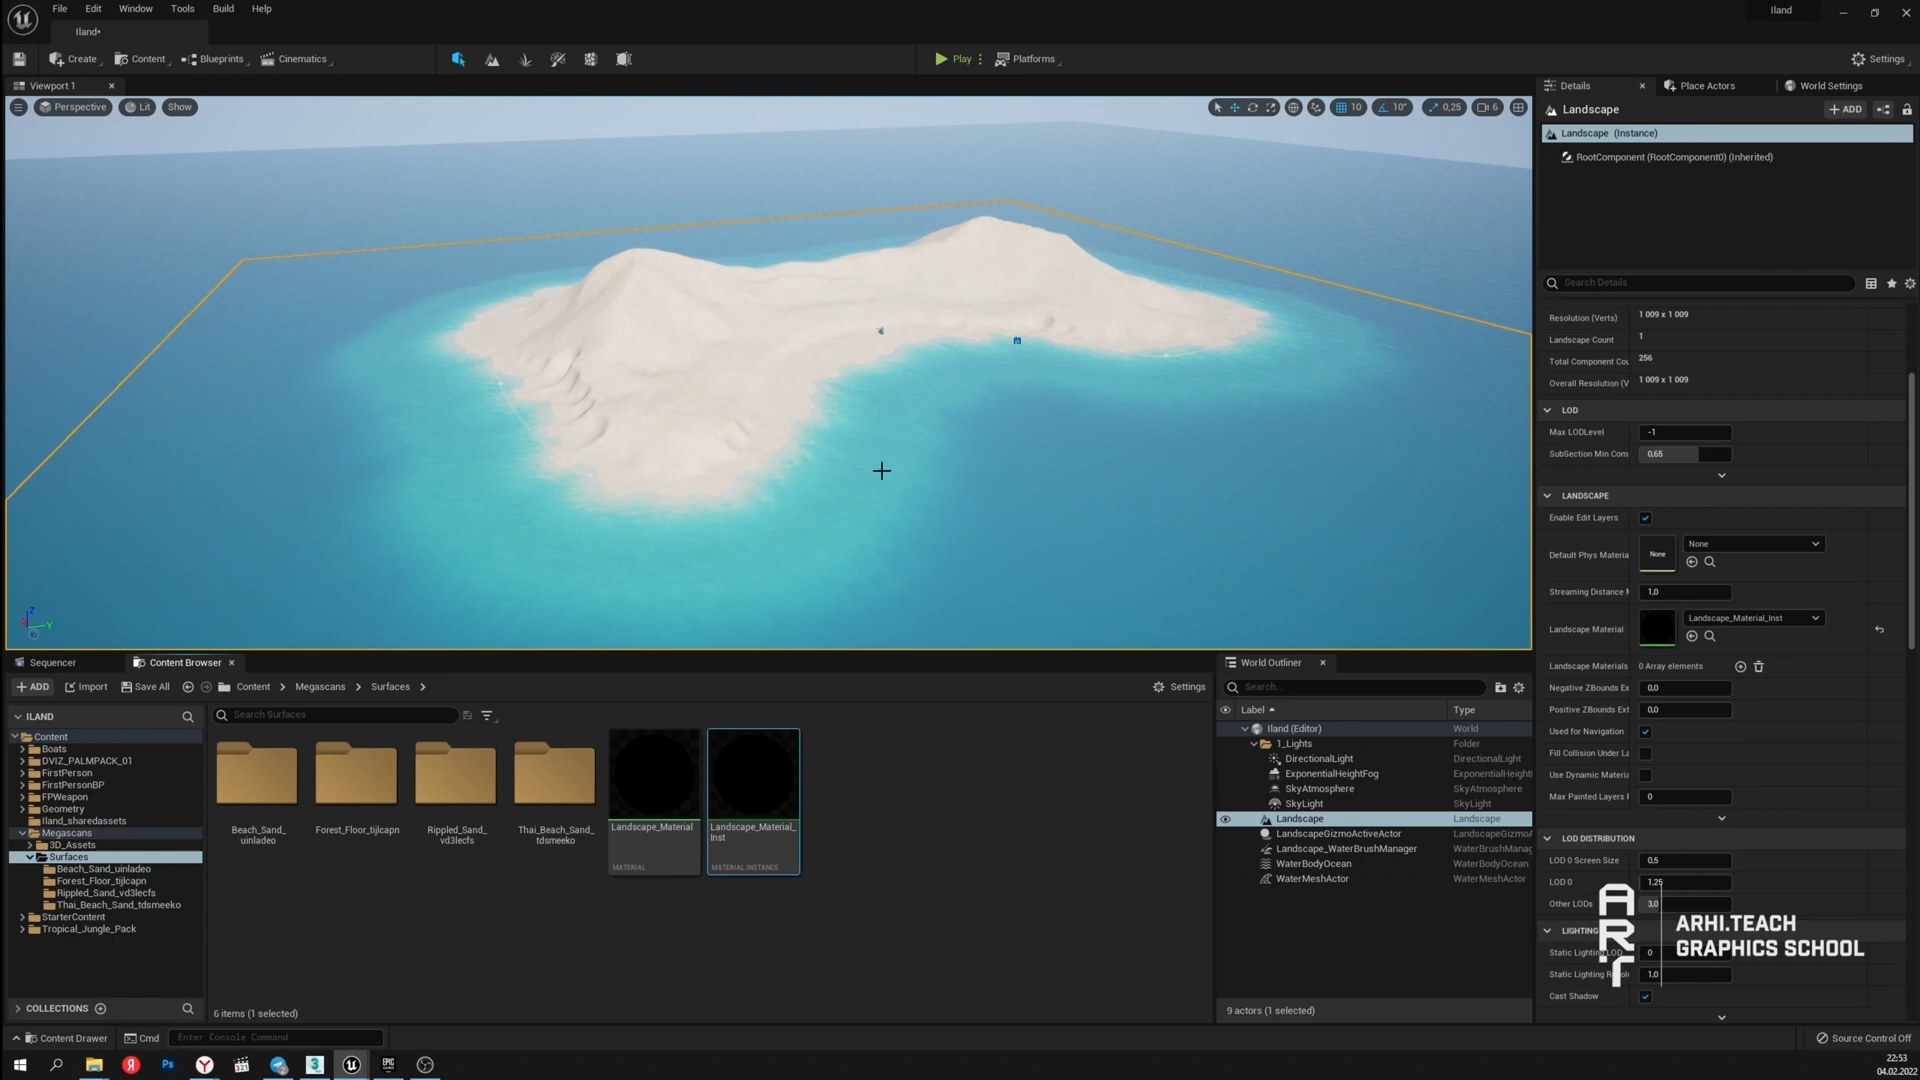 File Edit Window Tools Build Help
Iland
Iland•
Create
Content
Blueprints
Cinematics
Play
Platforms
Settings
Viewport 1
Perspective
Lit
Show
10
10°
0,25
6
Details
Place Actors
World Settings
Landscape
ADD
Landscape (Instance)
RootComponent (RootComponent0) (Inherited)
Search Details
Resolution (Verts) 1 009 x 1 009
Landscape Count 1
Total Component Cou 256
Overall Resolution (V 1 009 x 1 009
LOD
Max LODLevel -1
SubSection Min Com 0,65
LANDSCAPE
Enable Edit Layers
Default Phys Materia None None
Streaming Distance M 1,0
Landscape Material Landscape_Material_Inst
Landscape Materials 0 Array elements
Negative ZBounds Ex 0,0
Positive ZBounds Ext 0,0
Used for Navigation
Fill Collision Under La
Use Dynamic Materia
Max Painted Layers P 0
LOD DISTRIBUTION
LOD 0 Screen Size 0,5
LOD 0 1,25
Other LODs 3,0
LIGHTING
Static Lighting LOD 0
Static Lighting Resol 1,0
Cast Shadow
ART
ARHI.TEACH
GRAPHICS SCHOOL
Z
Y
Sequencer
Content Browser
ADD
Import
Save All
Content > Megascans > Surfaces >
Settings
ILAND
Search Surfaces
Content
Boats
DVIZ_PALMPACK_01
FirstPerson
FirstPersonBP
FPWeapon
Geometry
Iland_sharedassets
Megascans
3D_Assets
Surfaces
Beach_Sand_uinladeo
Forest_Floor_tijlcapn
Rippled_Sand_vd3lecfs
Thai_Beach_Sand_tdsmeeko
StarterContent
Tropical_Jungle_Pack
COLLECTIONS
Beach_Sand_
uinladeo
Forest_Floor_tijlcapn
Rippled_Sand_
vd3lecfs
Thai_Beach_Sand_
tdsmeeko
Landscape_Material
MATERIAL
Landscape_Material_
Inst
MATERIAL INSTANCE
6 items (1 selected)
World Outliner
Search...
Label Type
Iland (Editor) World
1_Lights Folder
DirectionalLight DirectionalLight
ExponentialHeightFog ExponentialHeight
SkyAtmosphere SkyAtmosphere
SkyLight SkyLight
Landscape Landscape
LandscapeGizmoActiveActor LandscapeGizmoA
Landscape_WaterBrushManager WaterBrushManag
WaterBodyOcean WaterBodyOcean
WaterMeshActor WaterMeshActor
9 actors (1 selected)
Content Drawer
Cmd
Enter Console Command
Source Control Off
Я
Ps
Y
321
3
EPIC
22:53
04.02.2022